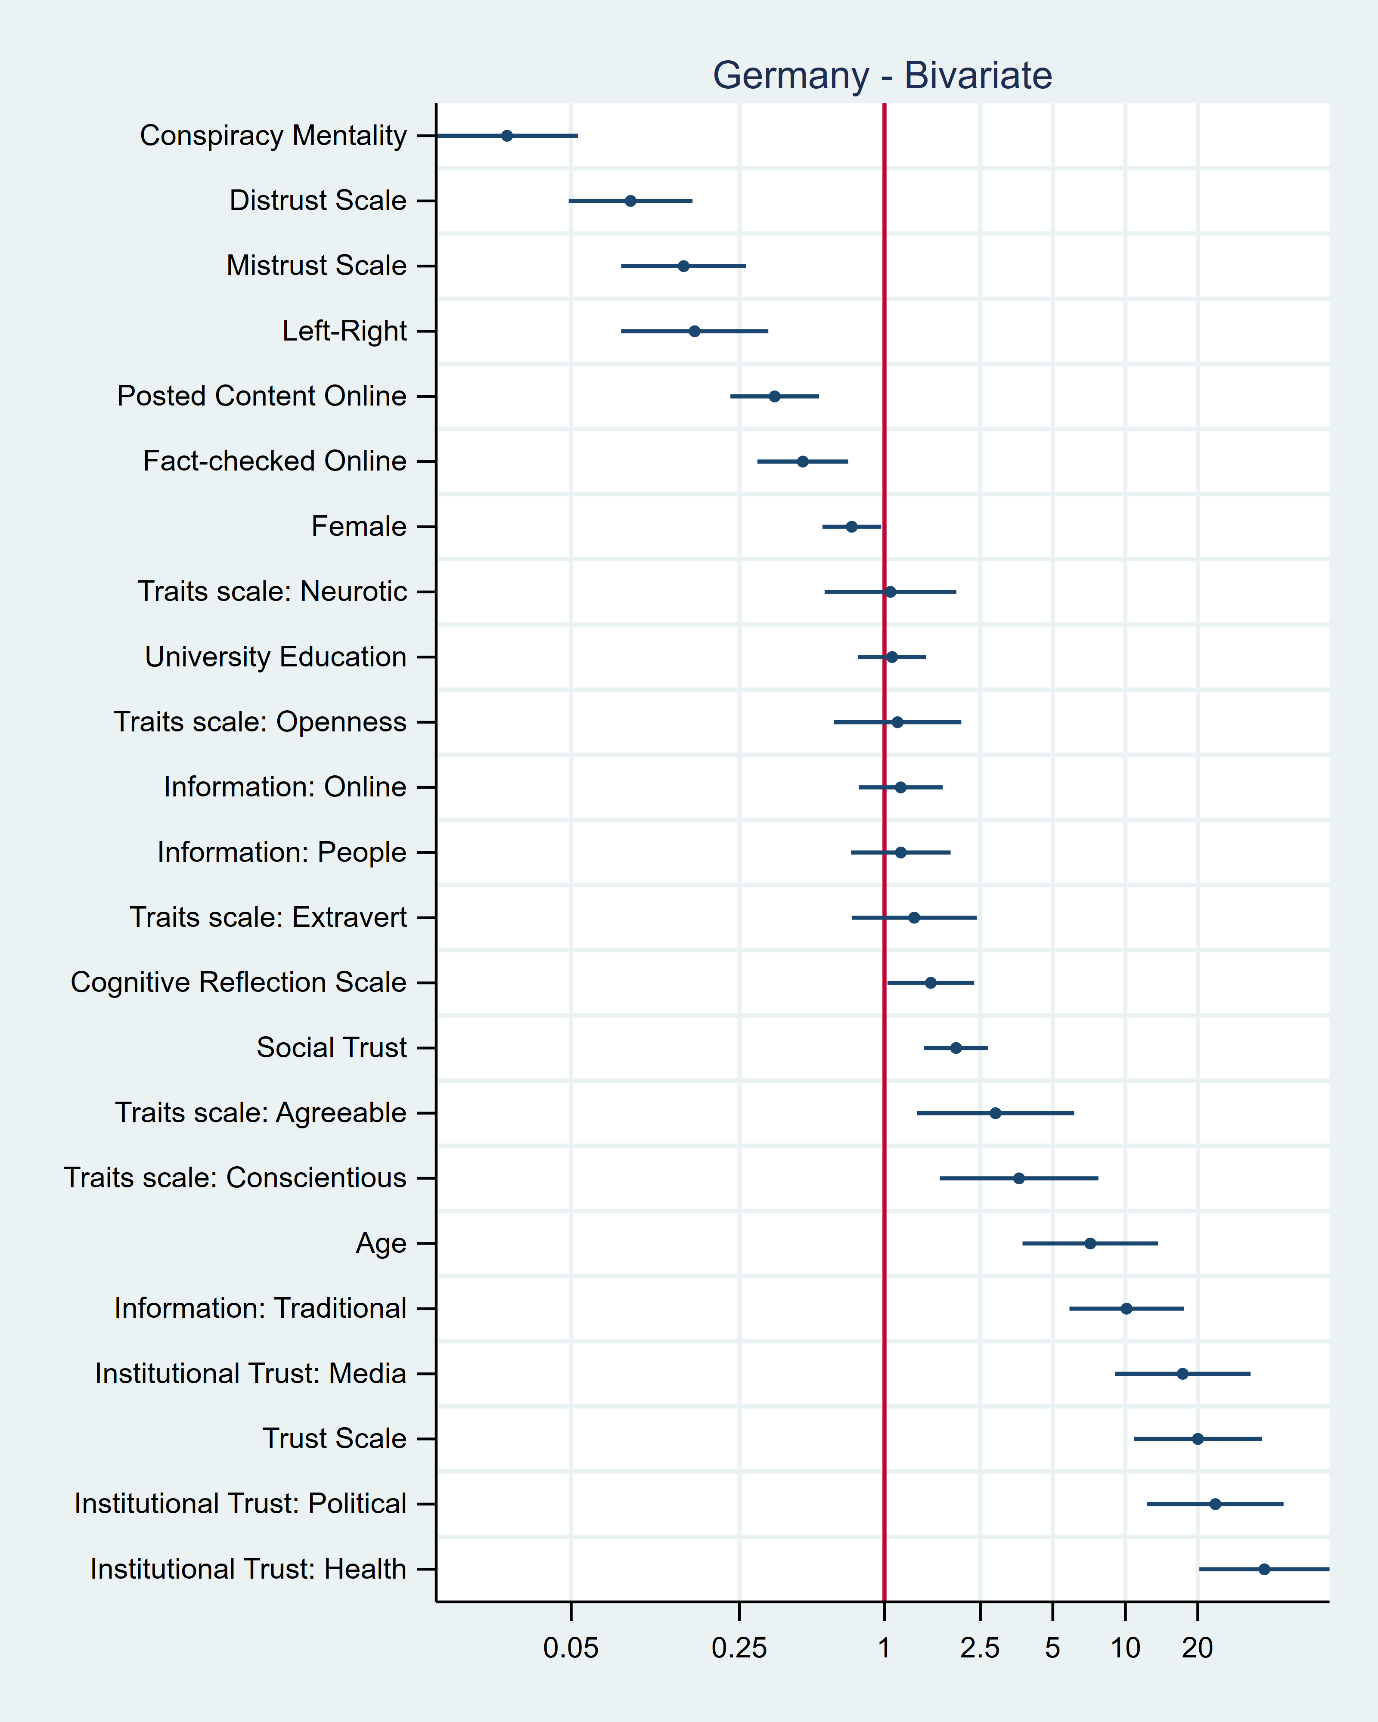 Germany - Bivariate
Conspiracy Mentality
Distrust Scale
Mistrust Scale
Left-Right
Posted Content Online
Fact-checked Online
Female
Traits scale: Neurotic
University Education
Traits scale: Openness
Information: Online
Information: People
Traits scale: Extravert
Cognitive Reflection Scale
Social Trust
Traits scale: Agreeable
Traits scale: Conscientious
Age
Information: Traditional
Institutional Trust: Media
Trust Scale
Institutional Trust: Political
Institutional Trust: Health
0.05 0.25 1 2.5 5 10 20